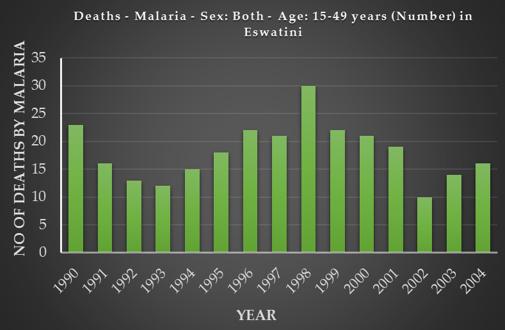 Deaths - Malaria - Sex: Both - Age: 15-49 years (Number) in
Eswatini
NO OF DEATHS BY MALARIA
35
30
25
20
15
10
5
0
1990 1991 1992 1993 1994 1995 1996 1997 1998 1999 2000 2001 2002 2003 2004
YEAR